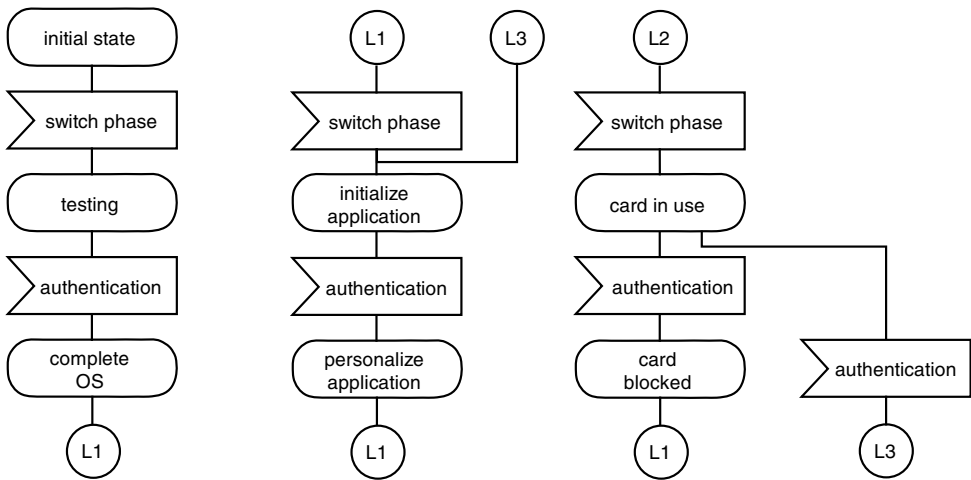 initial state
switch phase
testing
authentication
complete
OS
L1
L1
L3
switch phase
initialize
application
authentication
personalize
application
L1
L2
switch phase
card in use
authentication
card
blocked
L1
authentication
L3